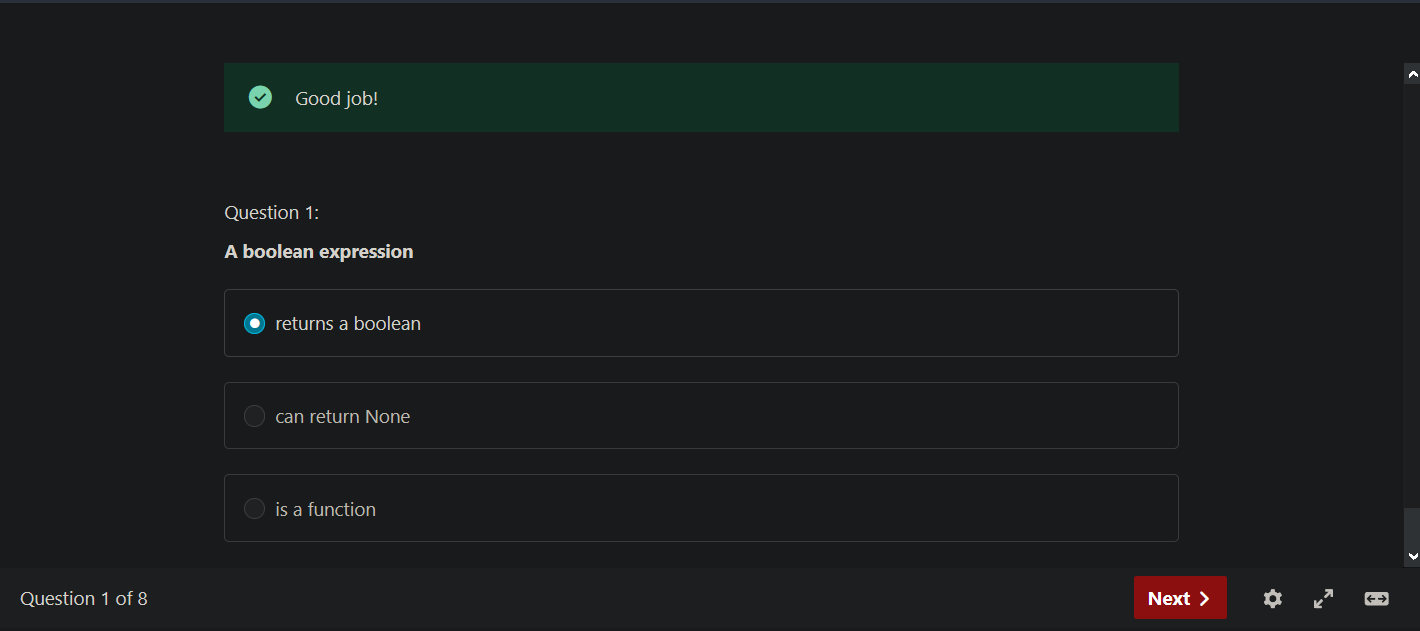 Good job!
Question 1:
A boolean expression
returns a boolean
can return None
is a function
Question 1 of 8
Next